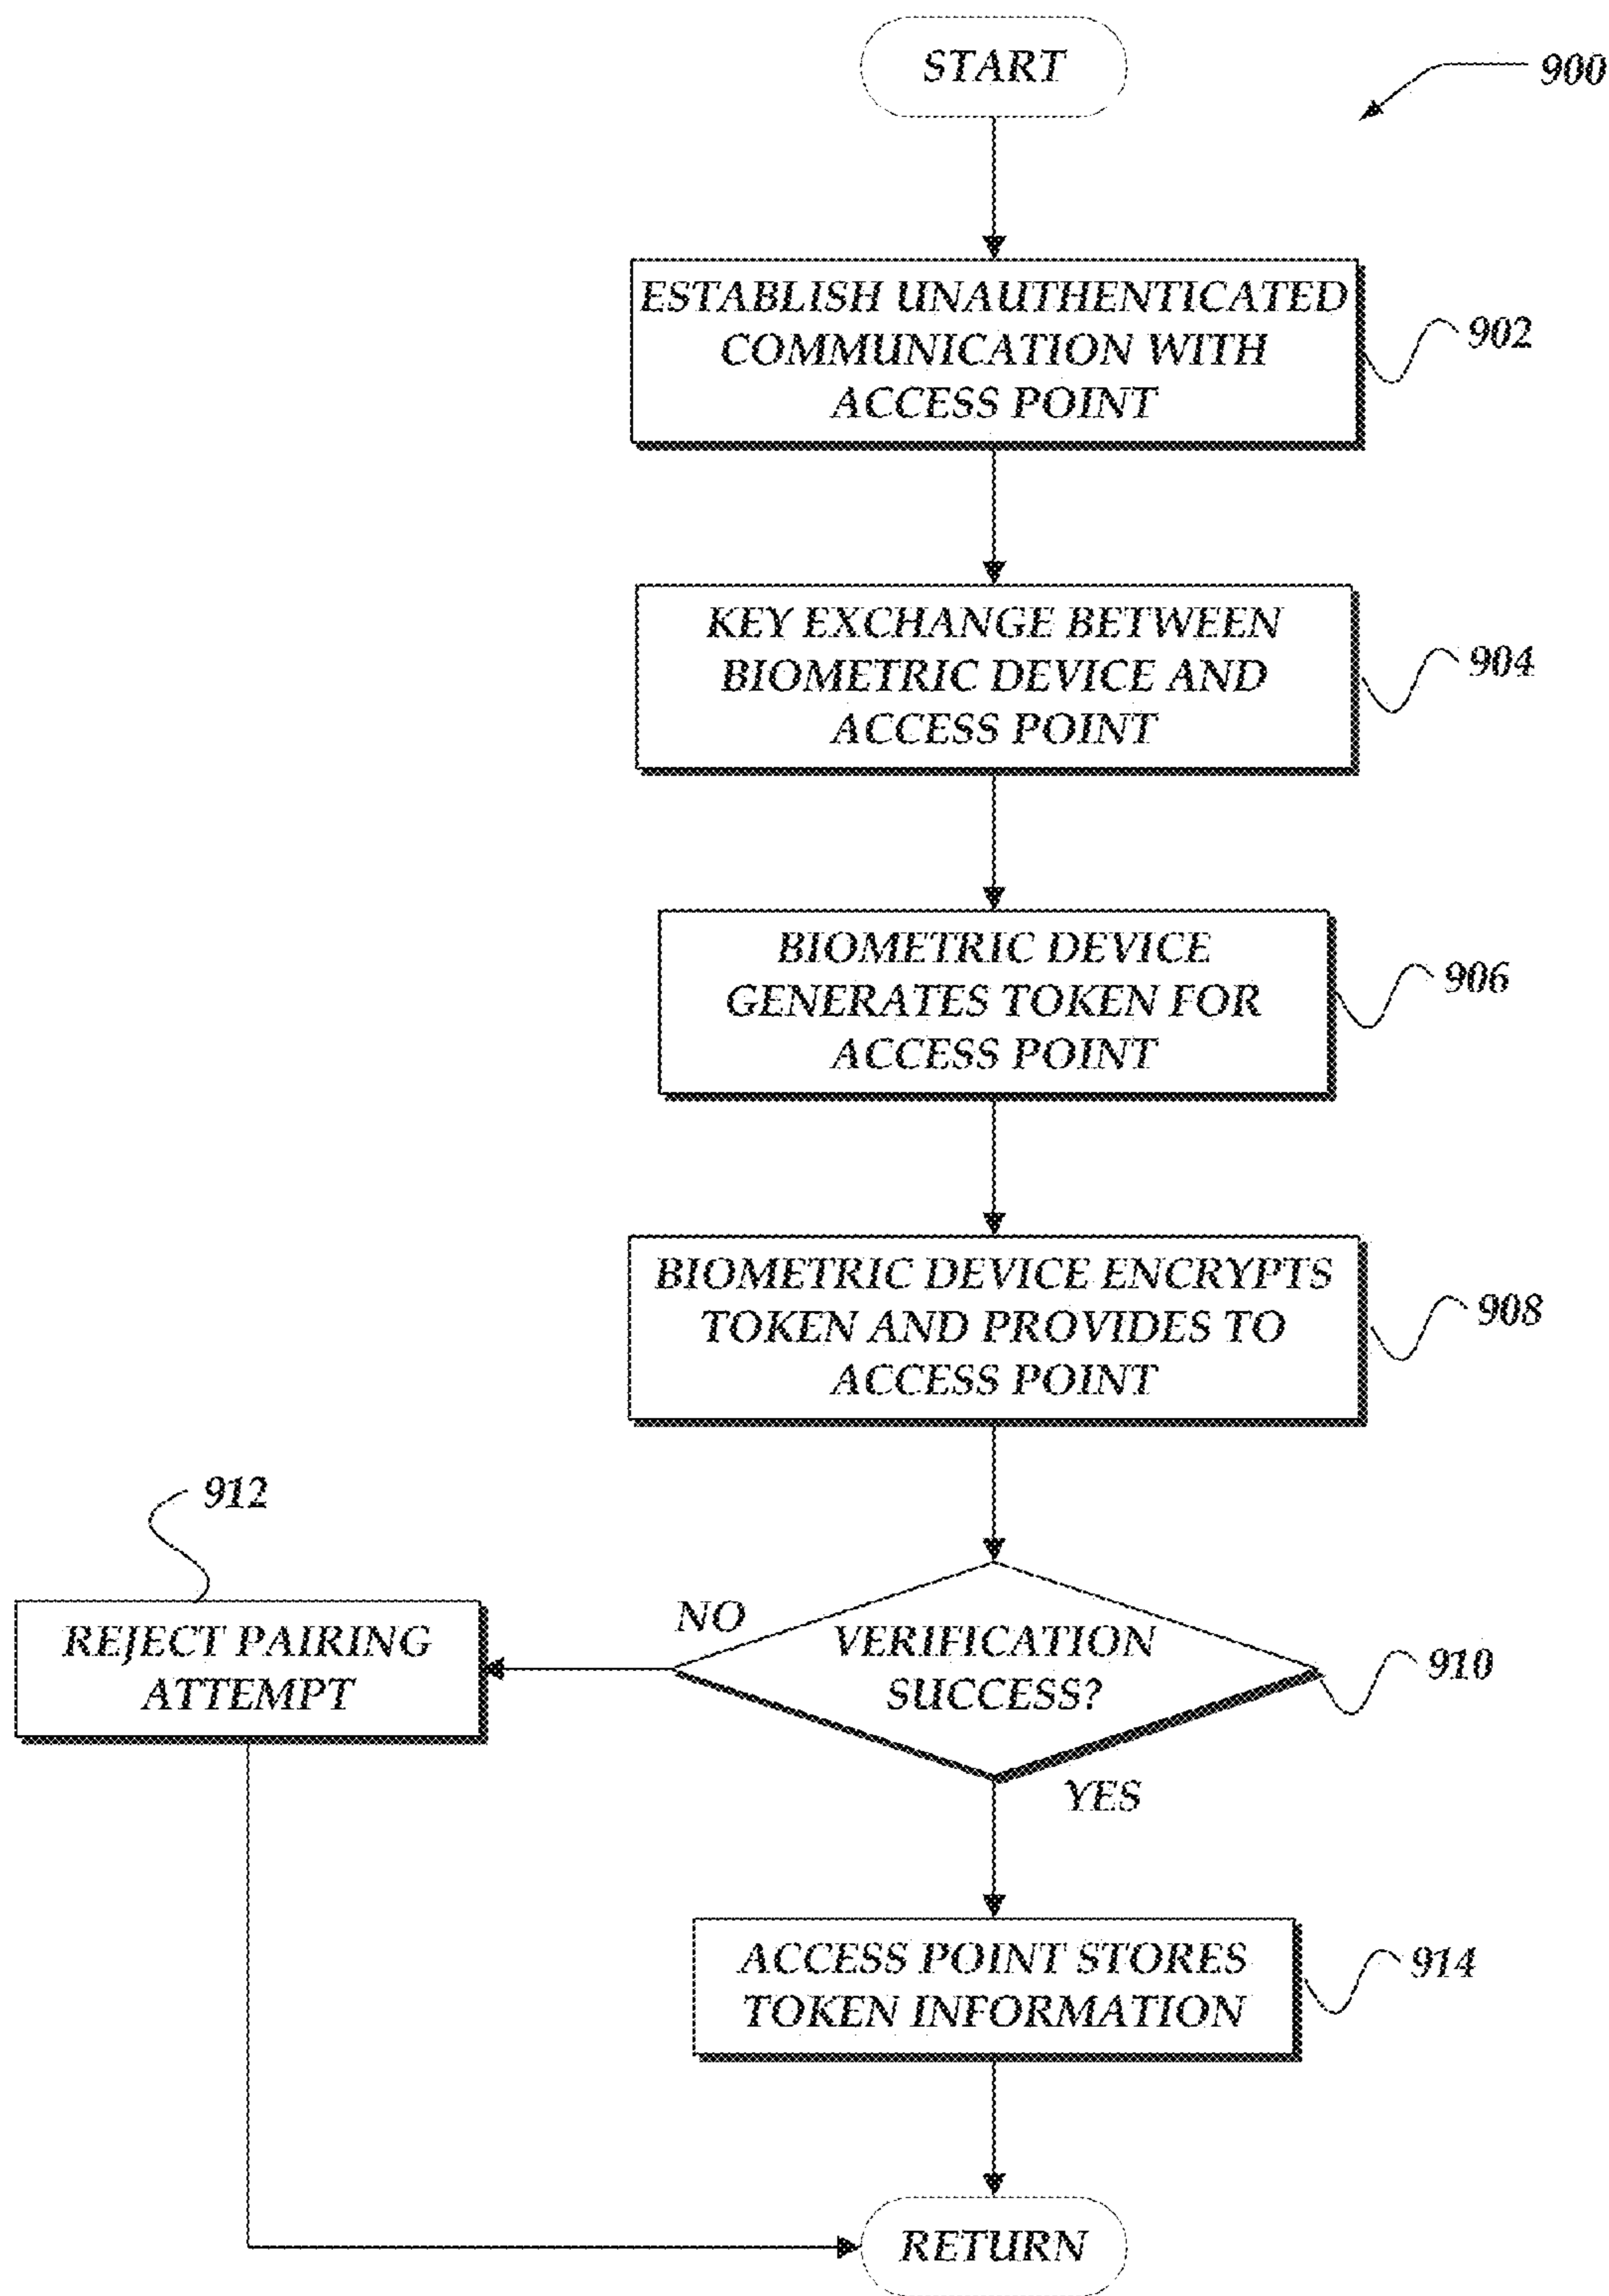 START
900
ESTABLISH UNAUTHENTICATED
COMMUNICATION WITH
ACCESS POINT
902
KEY EXCHANGE BETWEEN
BIOMETRIC DEVICE AND
ACCESS POINT
904
BIOMETRIC DEVICE
GENERATES TOKEN FOR
ACCESS POINT
906
BIOMETRIC DEVICE ENCRYPTS
TOKEN AND PROVIDES TO
ACCESS POINT
908
912
REJECT PAIRING
ATTEMPT
NO
VERIFICATION
SUCCESS?
910
YES
ACCESS POINT STORES
TOKEN INFORMATION
914
RETURN